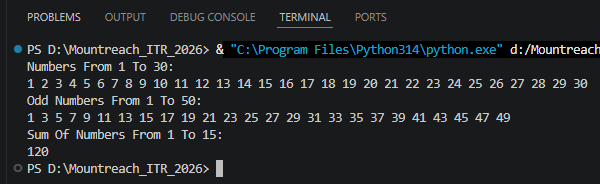 PROBLEMS OUTPUT DEBUG CONSOLE TERMINAL PORTS
PS D:\Mountreach_ITR_2026> & "C:\Program Files\Python314\python.exe" d:/Mountreach
Numbers From 1 To 30:
1 2 3 4 5 6 7 8 9 10 11 12 13 14 15 16 17 18 19 20 21 22 23 24 25 26 27 28 29 30
Odd Numbers From 1 To 50:
1 3 5 7 9 11 13 15 17 19 21 23 25 27 29 31 33 35 37 39 41 43 45 47 49
Sum Of Numbers From 1 To 15:
120
PS D:\Mountreach_ITR_2026>